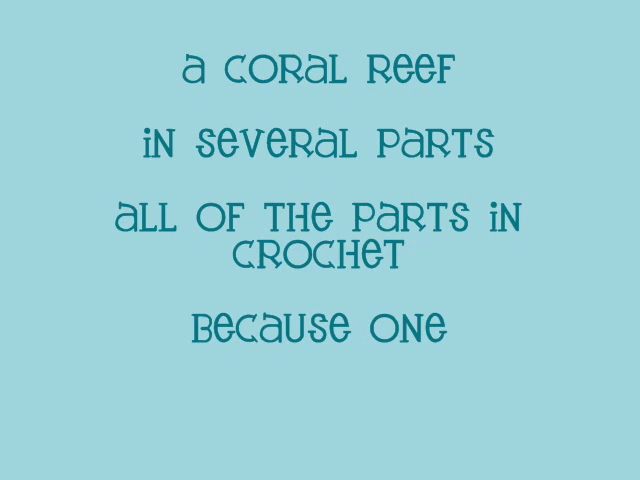 a coral reef
in several parts
all of the parts in
crochet
because one